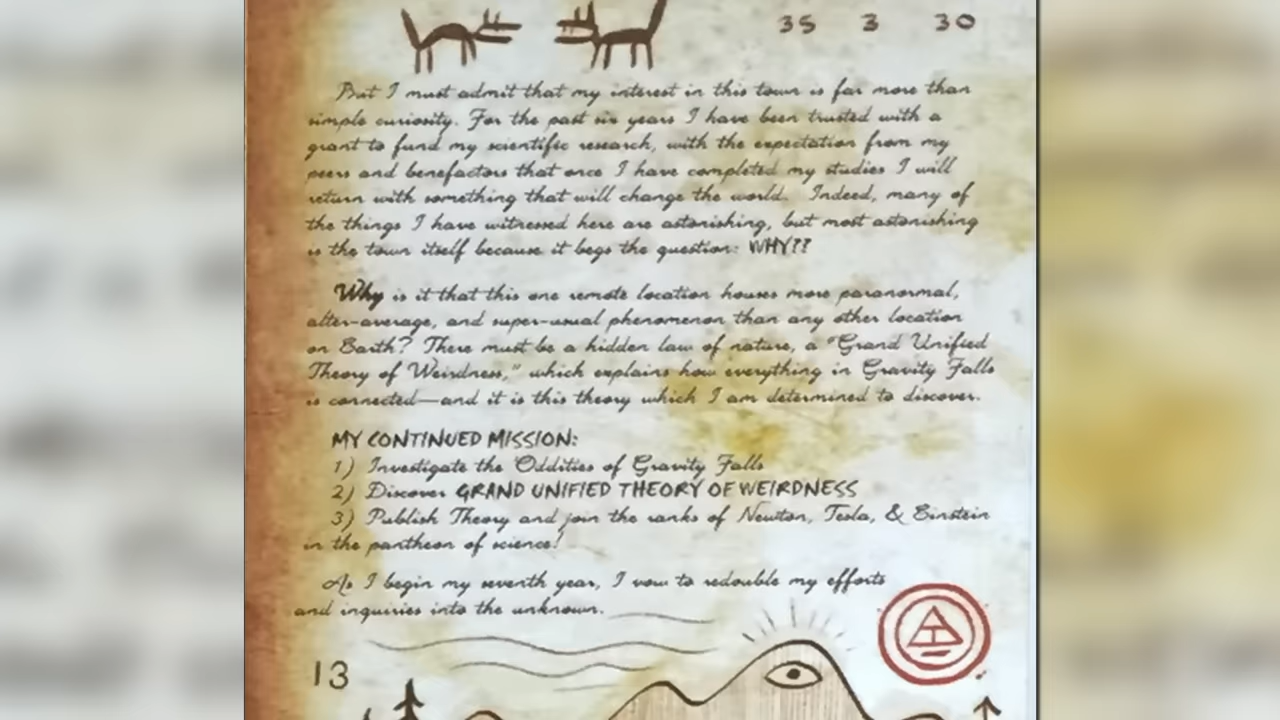 35 3 30
But I must admit that my interest in this town is far more than
simple curiosity. For the past six years I have been trusted with a
grant to fund my scientific research, with the expectation from my
peers and benefactors that once I have completed my studies I will
return with something that will change the world. Indeed, many of
the things I have witnessed here are astonishing, but most astonishing
is the town itself because it begs the question: WHY??
Why is it that this one remote location houses more paranormal,
alter-average, and super-usual phenomenon than any other location
on Earth? There must be a hidden law of nature, a "Grand Unified
Theory of Weirdness," which explains how everything in Gravity Falls
is connected—and it is this theory which I am determined to discover.
MY CONTINUED MISSION:
1) Investigate the Oddities of Gravity Falls
2) Discover GRAND UNIFIED THEORY OF WEIRDNESS
3) Publish Theory and join the ranks of Newton, Tesla, & Einstein
in the pantheon of science!
As I begin my seventh year, I vow to redouble my efforts
and inquiries into the unknown.
13